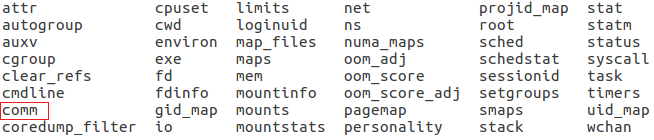 attr cpuset limits net projid_map stat
autogroup cwd loginuid ns root statm
auxv environ map_files numa_maps sched status
cgroup exe maps oom_adj schedstat syscall
clear_refs fd mem oom_score sessionid task
cmdline fdinfo mountinfo oom_score_adj setgroups timers
comm gid_map mounts pagemap smaps uid_map
coredump_filter io mountstats personality stack wchan